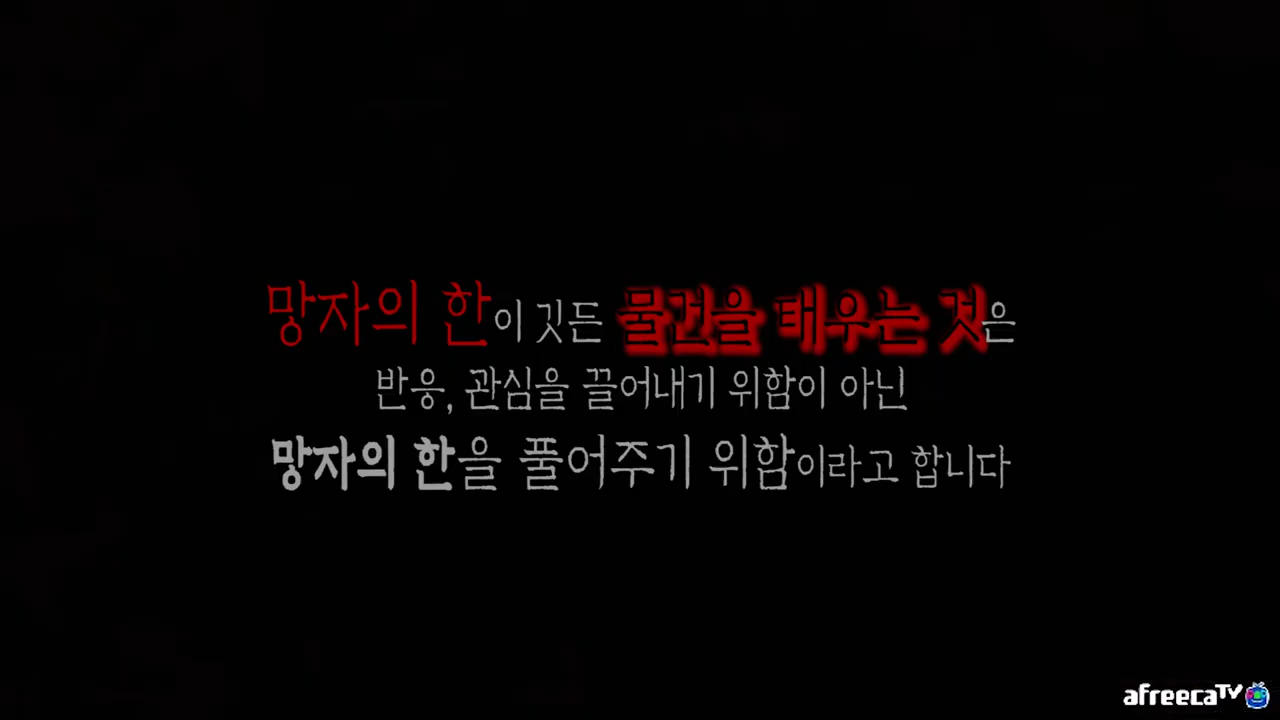 망자의 한이 깃든 물건을 태우는 것은
반응, 관심을 끌어내기 위함이 아닌
망자의 한을 풀어주기 위함이라고 합니다
afreecaTV